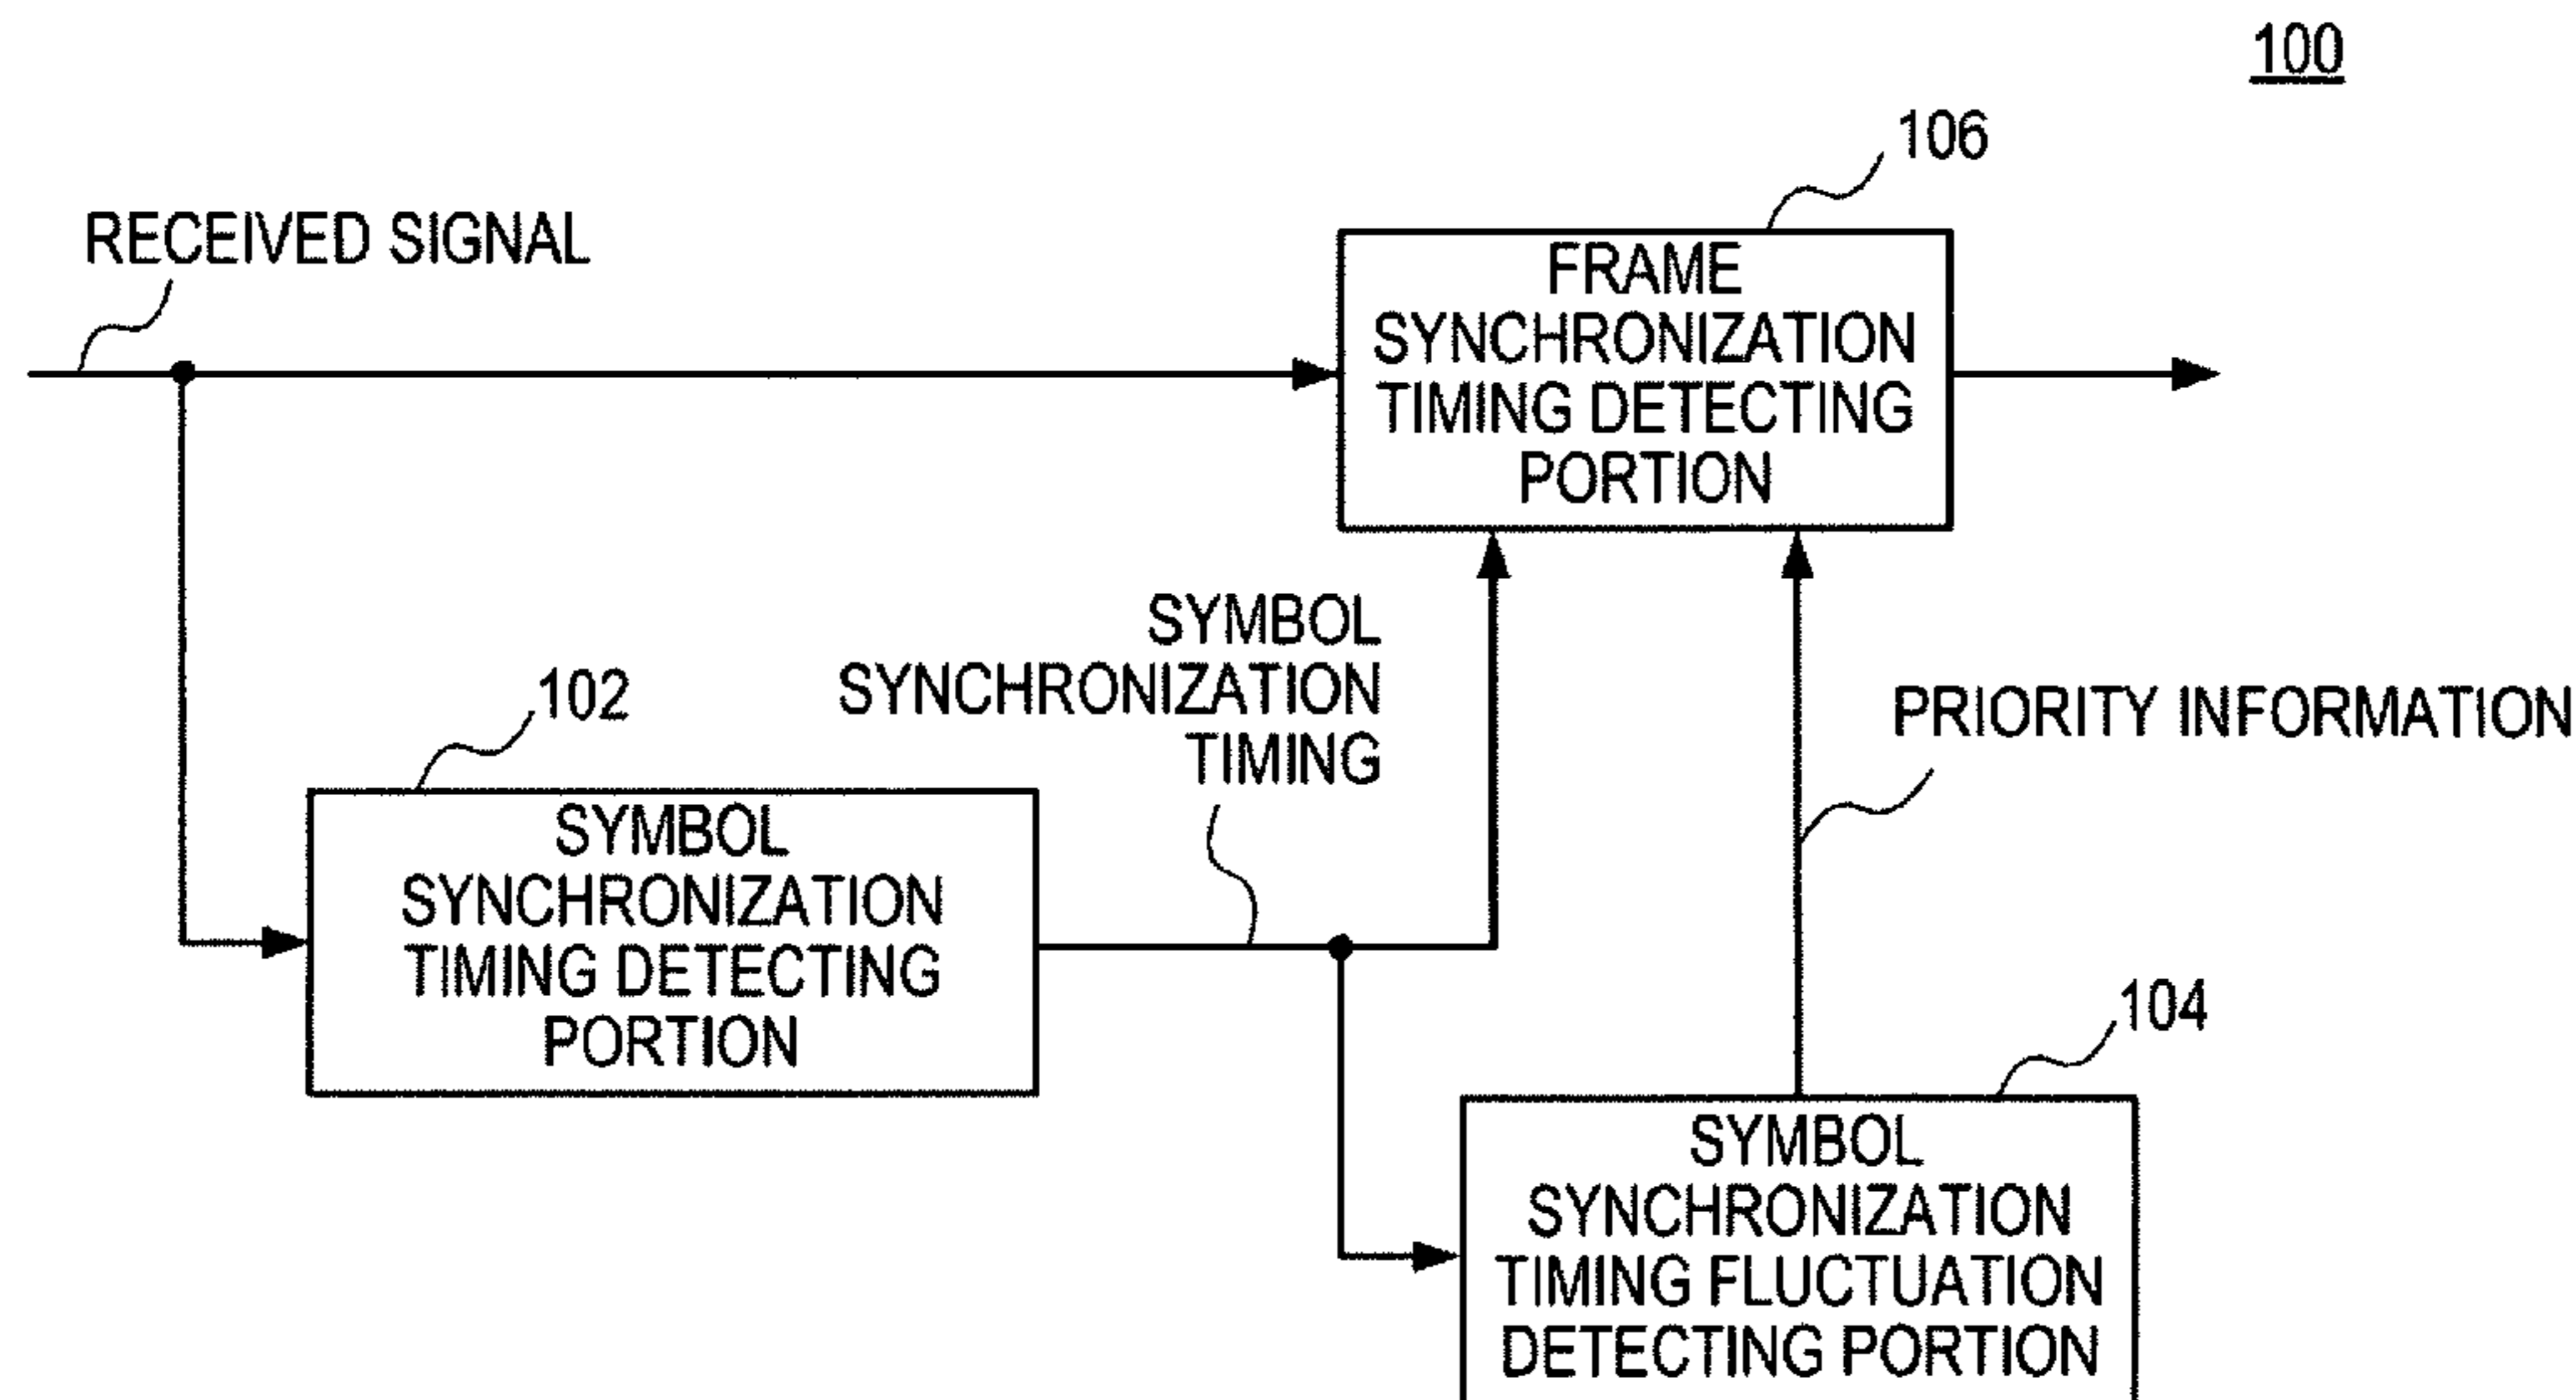 100
106
RECEIVED SIGNAL
FRAME
SYNCHRONIZATION
TIMING DETECTING
PORTION
SYMBOL
SYNCHRONIZATION
TIMING
102
PRIORITY INFORMATION
SYMBOL
SYNCHRONIZATION
TIMING DETECTING
PORTION
104
SYMBOL
SYNCHRONIZATION
TIMING FLUCTUATION
DETECTING PORTION